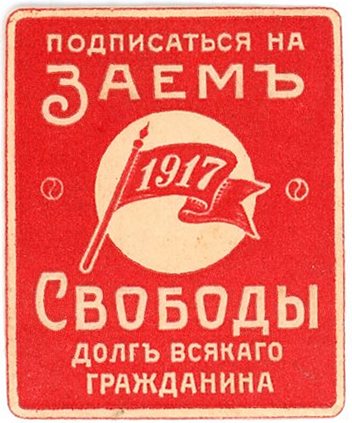 ПОДПИСАТЬСЯ НА
ЗАЕМЪ
1917
СВОБОДЫ
ДОЛГЪ ВСЯКАГО
ГРАЖДАНИНА